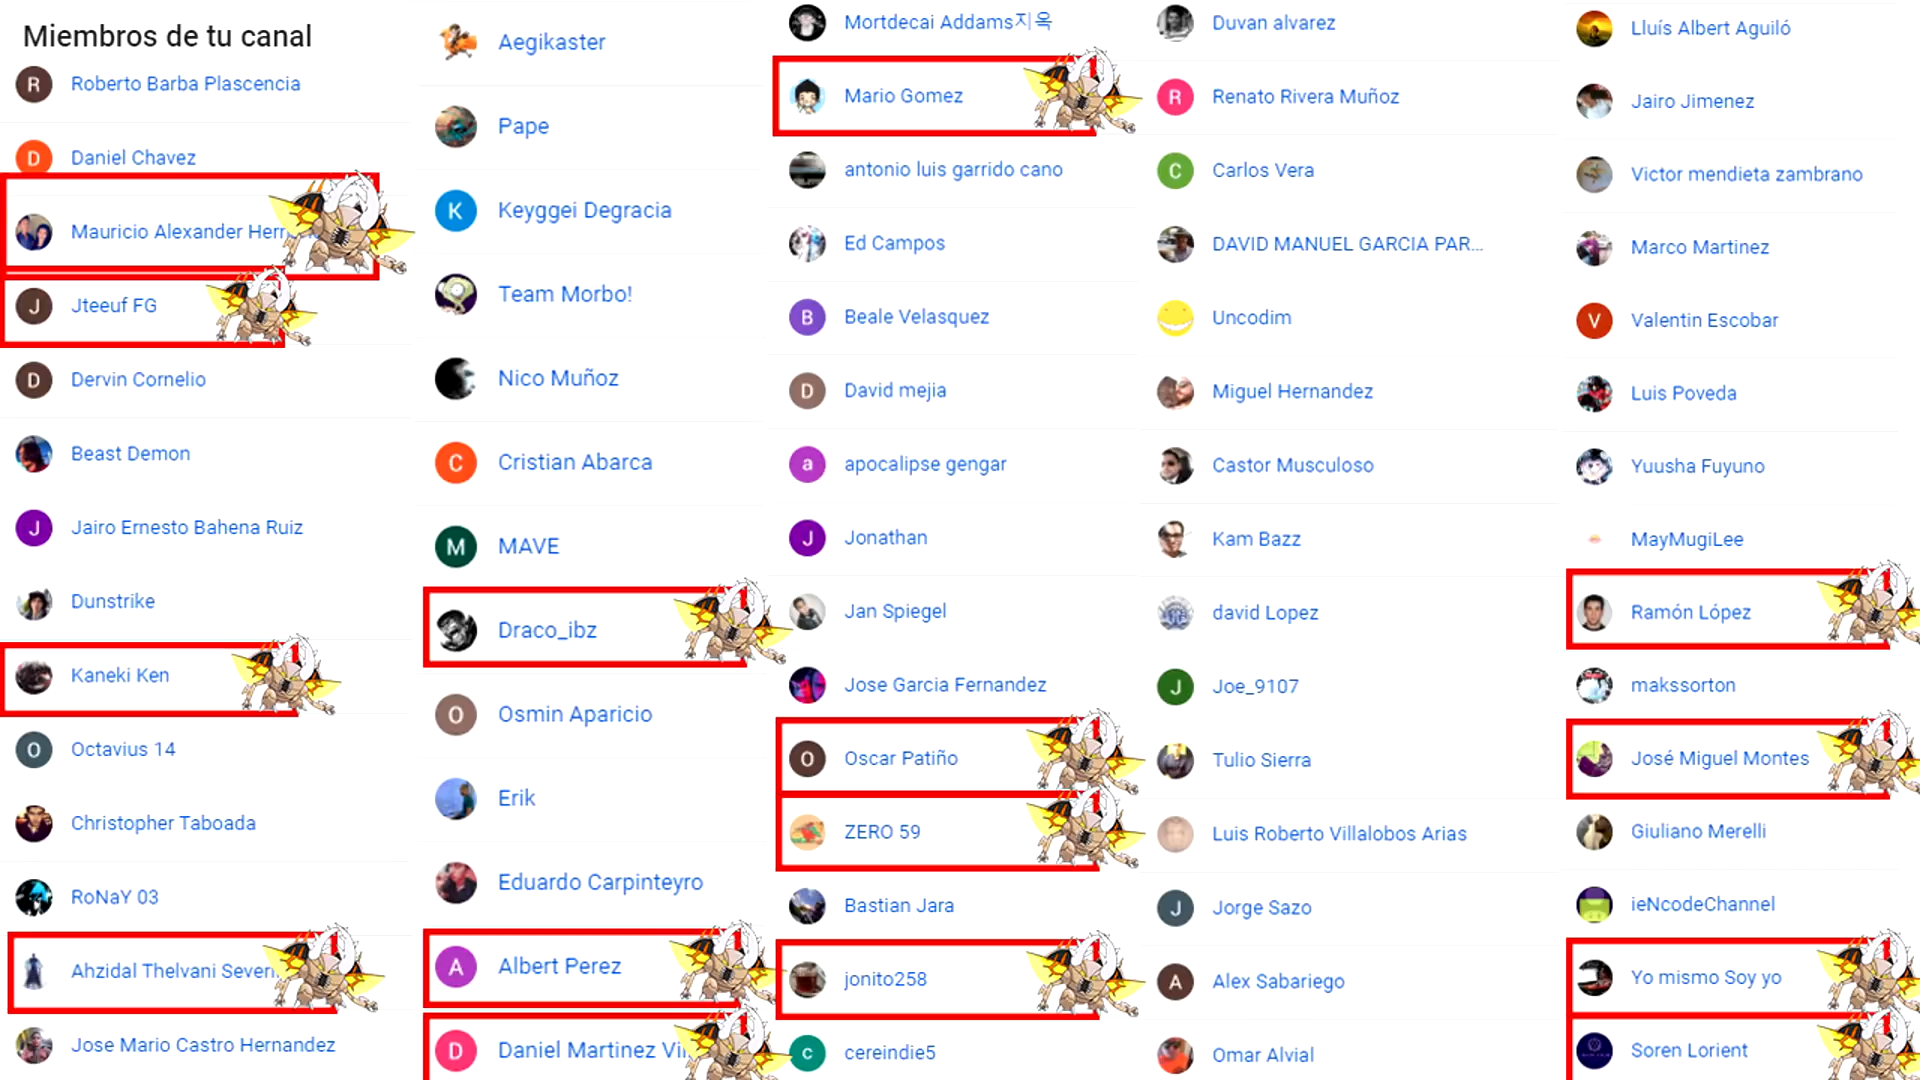 Miembros de tu canal
R Roberto Barba Plascencia
D Daniel Chavez
Mauricio Alexander
J Jteeuf FG
D Dervin Cornelio
Beast Demon
J Jairo Ernesto Bahena Ruiz
Dunstrike
Kaneki Ken
O Octavius 14
Christopher Taboada
RoNaY 03
Ahzidal Thelvani
Jose Mario Castro Hernandez
Aegikaster
Pape
K Keyggei Degracia
Team Morbo!
Nico Muñoz
C Cristian Abarca
M MAVE
Draco_ibz
O Osmin Aparicio
Erik
Eduardo Carpinteyro
A Albert Perez
D Daniel Martinez
Mortdecai Addams지옥
Mario Gomez
antonio luis garrido cano
Ed Campos
B Beale Velasquez
D David mejia
a apocalipse gengar
J Jonathan
Jan Spiegel
Jose Garcia Fernandez
O Oscar Patiño
ZERO 59
Bastian Jara
jonito258
c cereindie5
Duvan alvarez
R Renato Rivera Muñoz
C Carlos Vera
DAVID MANUEL GARCIA PAR...
Uncodim
Miguel Hernandez
Castor Musculoso
Kam Bazz
david Lopez
J Joe_9107
Tulio Sierra
Luis Roberto Villalobos Arias
J Jorge Sazo
A Alex Sabariego
Omar Alvial
Lluís Albert Aguiló
Jairo Jimenez
Victor mendieta zambrano
Marco Martinez
V Valentin Escobar
Luis Poveda
Yuusha Fuyuno
MayMugiLee
Ramón López
makssorton
José Miguel Montes
Giuliano Merelli
ieNcodeChannel
Yo mismo Soy yo
Soren Lorient